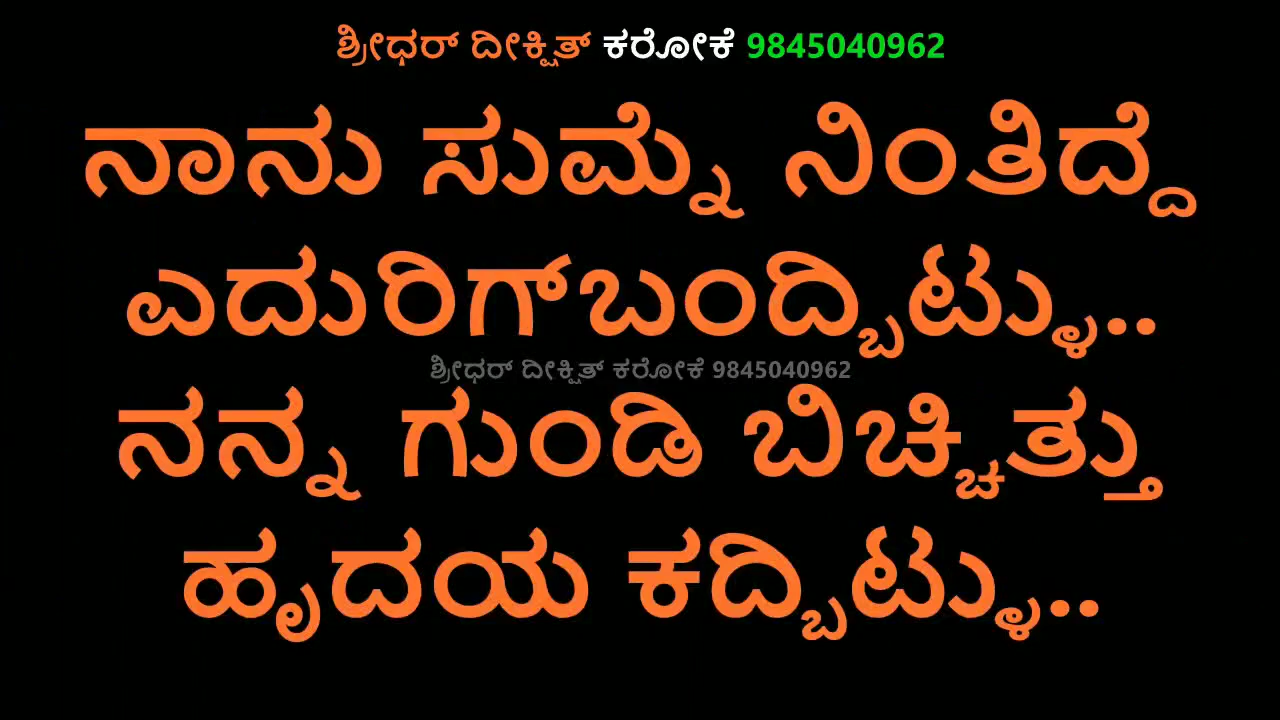 ಶ್ರೀಧರ್ ದೀಕ್ಷಿತ್ ಕರೋಕೆ 9845040962
ನಾನು ಸುಮ್ನೆ ನಿಂತಿದ್ದೆ
ಎದುರಿಗ್‌ಬಂದ್ಬಿಟ್ಳು..
ಶ್ರೀಧರ್ ದೀಕ್ಷಿತ್ ಕರೋಕೆ 9845040962
ನನ್ನ ಗುಂಡಿ ಬಿಚ್ಚಿತ್ತು
ಹೃದಯ ಕದ್ಬಿಟ್ಳು..